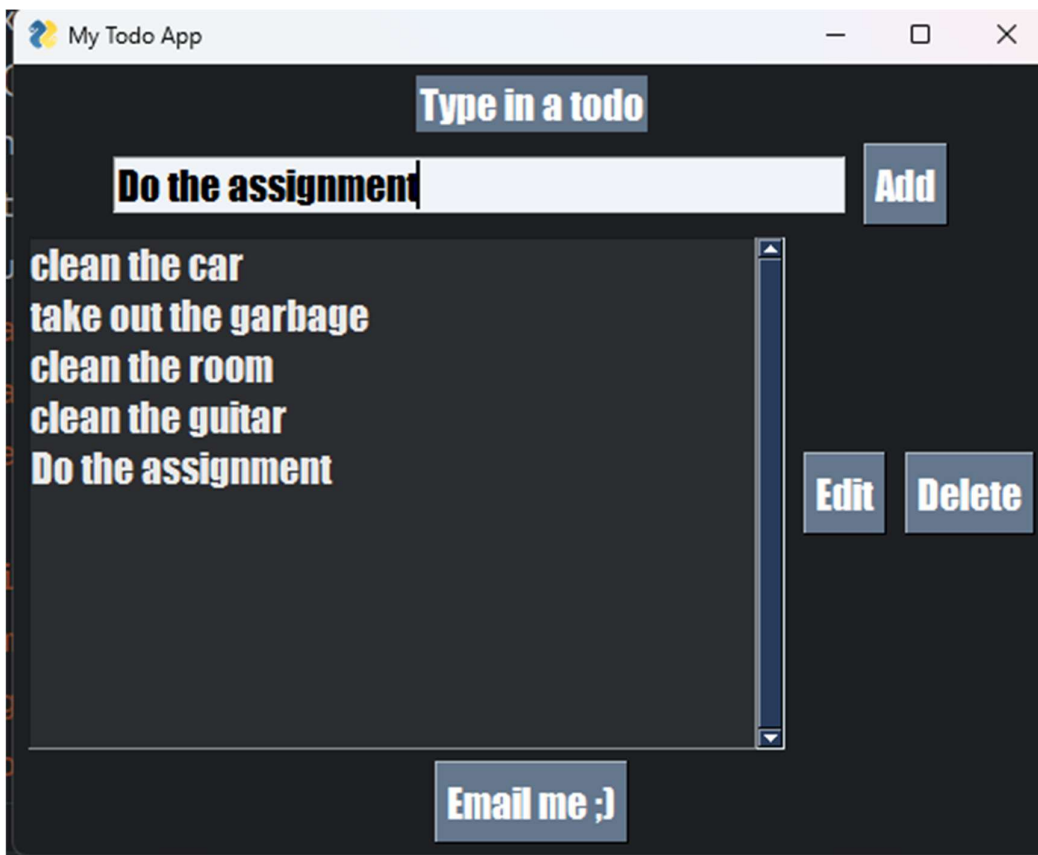 My Todo App
Type in a todo
Do the assignment
Add
clean the car
take out the garbage
clean the room
clean the guitar
Do the assignment
Edit
Delete
Email me ;)